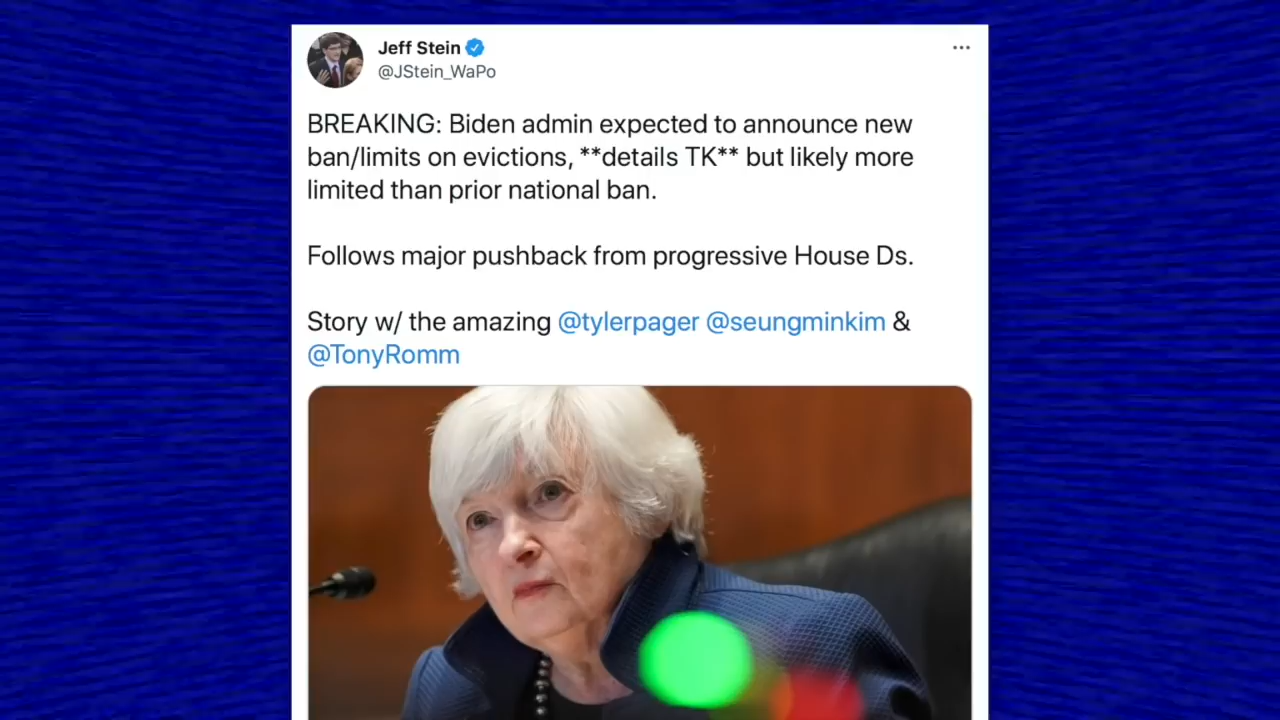 Jeff Stein
@JStein_WaPo
BREAKING: Biden admin expected to announce new
ban/limits on evictions, **details TK** but likely more
limited than prior national ban.
Follows major pushback from progressive House Ds.
Story w/ the amazing @tylerpager @seungminkim &
@TonyRomm